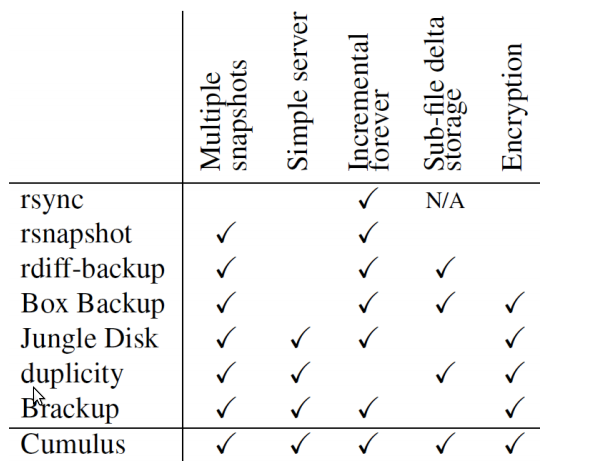 Multiple snapshots Simple server Incremental forever Sub-file delta storage Encryption
rsync ✓ N/A
rsnapshot ✓ ✓
rdiff-backup ✓ ✓ ✓
Box Backup ✓ ✓ ✓ ✓
Jungle Disk ✓ ✓ ✓ ✓
duplicity ✓ ✓ ✓ ✓
Brackup ✓ ✓ ✓ ✓
Cumulus ✓ ✓ ✓ ✓ ✓